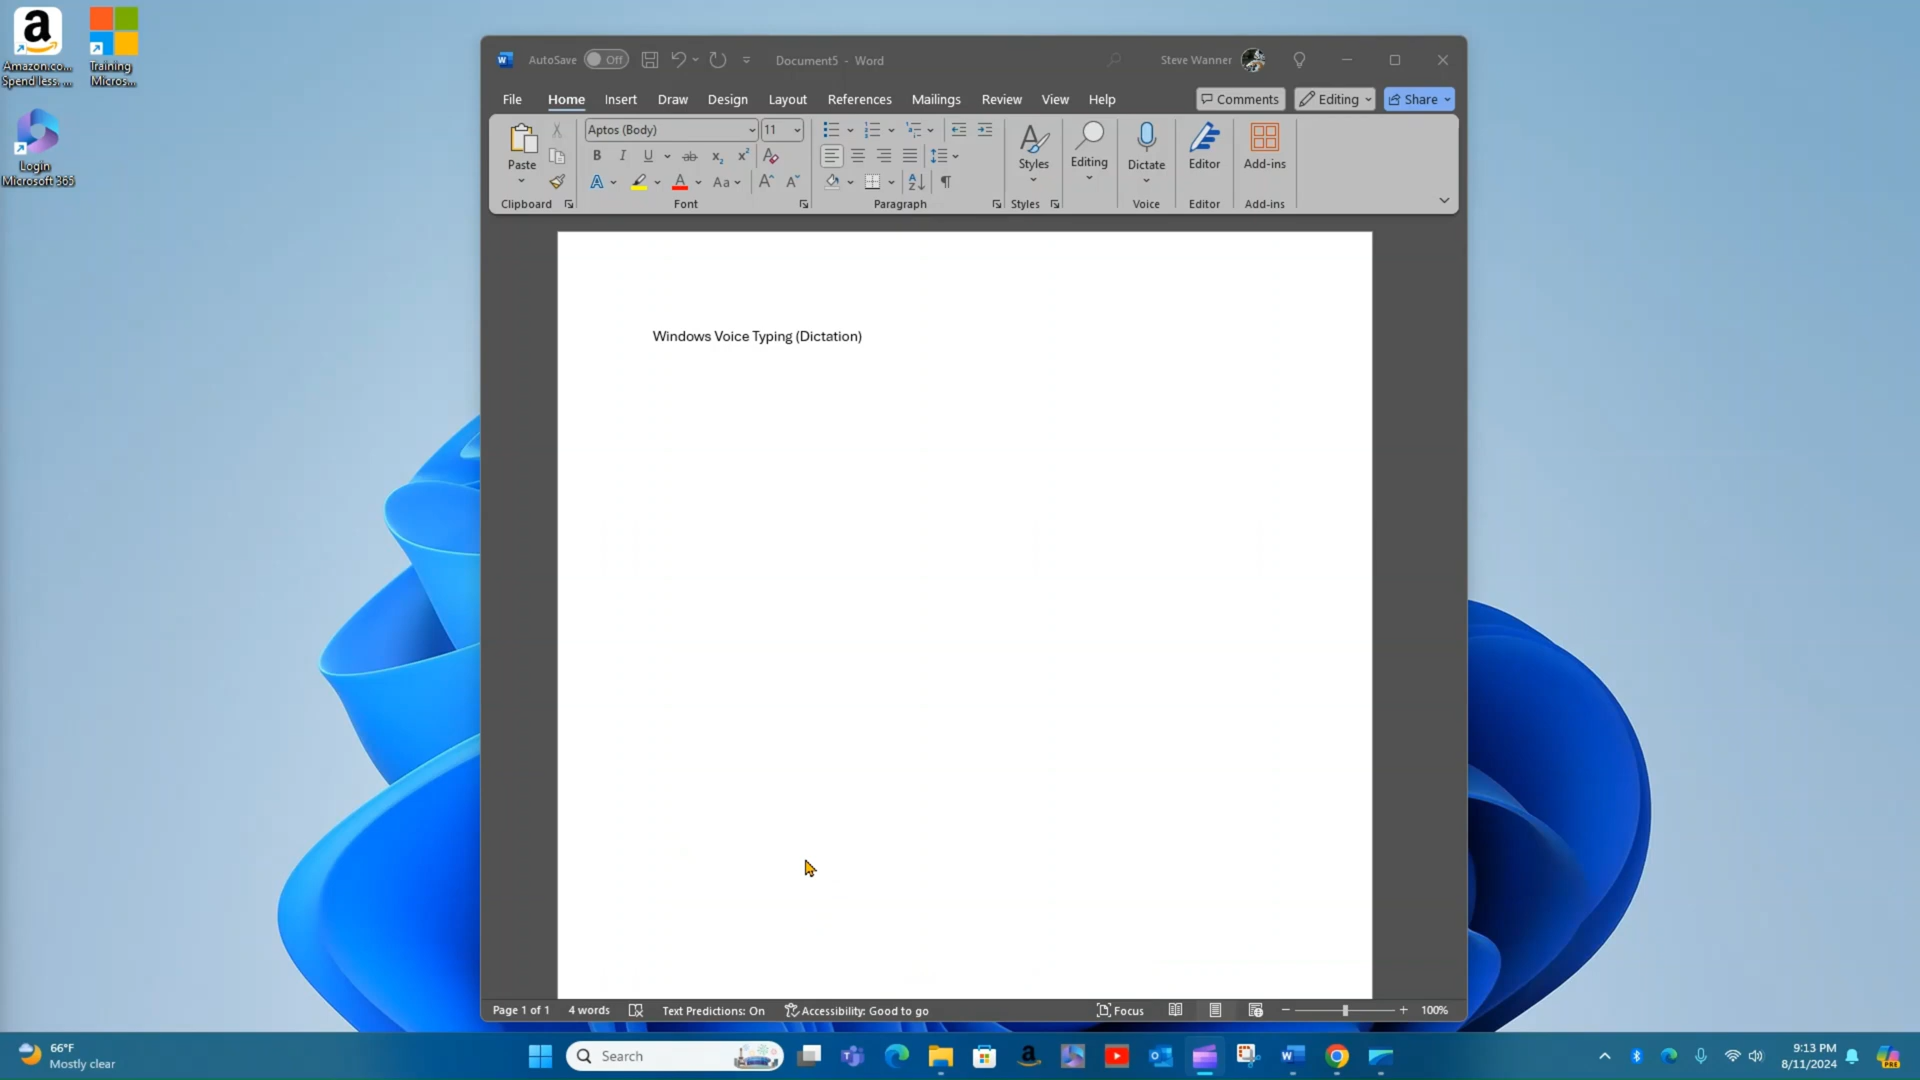 Amazon.co...
Spend less. ...
Training
Micros...
Login
Microsoft 365
AutoSave Off Document5 - Word Steve Wanner
File Home Insert Draw Design Layout References Mailings Review View Help Comments Editing Share
Aptos (Body) 11
Paste Styles Editing Dictate Editor Add-ins
Clipboard Font Paragraph Styles Voice Editor Add-ins
Windows Voice Typing (Dictation)
Page 1 of 1 4 words Text Predictions: On Accessibility: Good to go Focus 100%
66°F
Mostly clear
Search
9:13 PM
8/11/2024